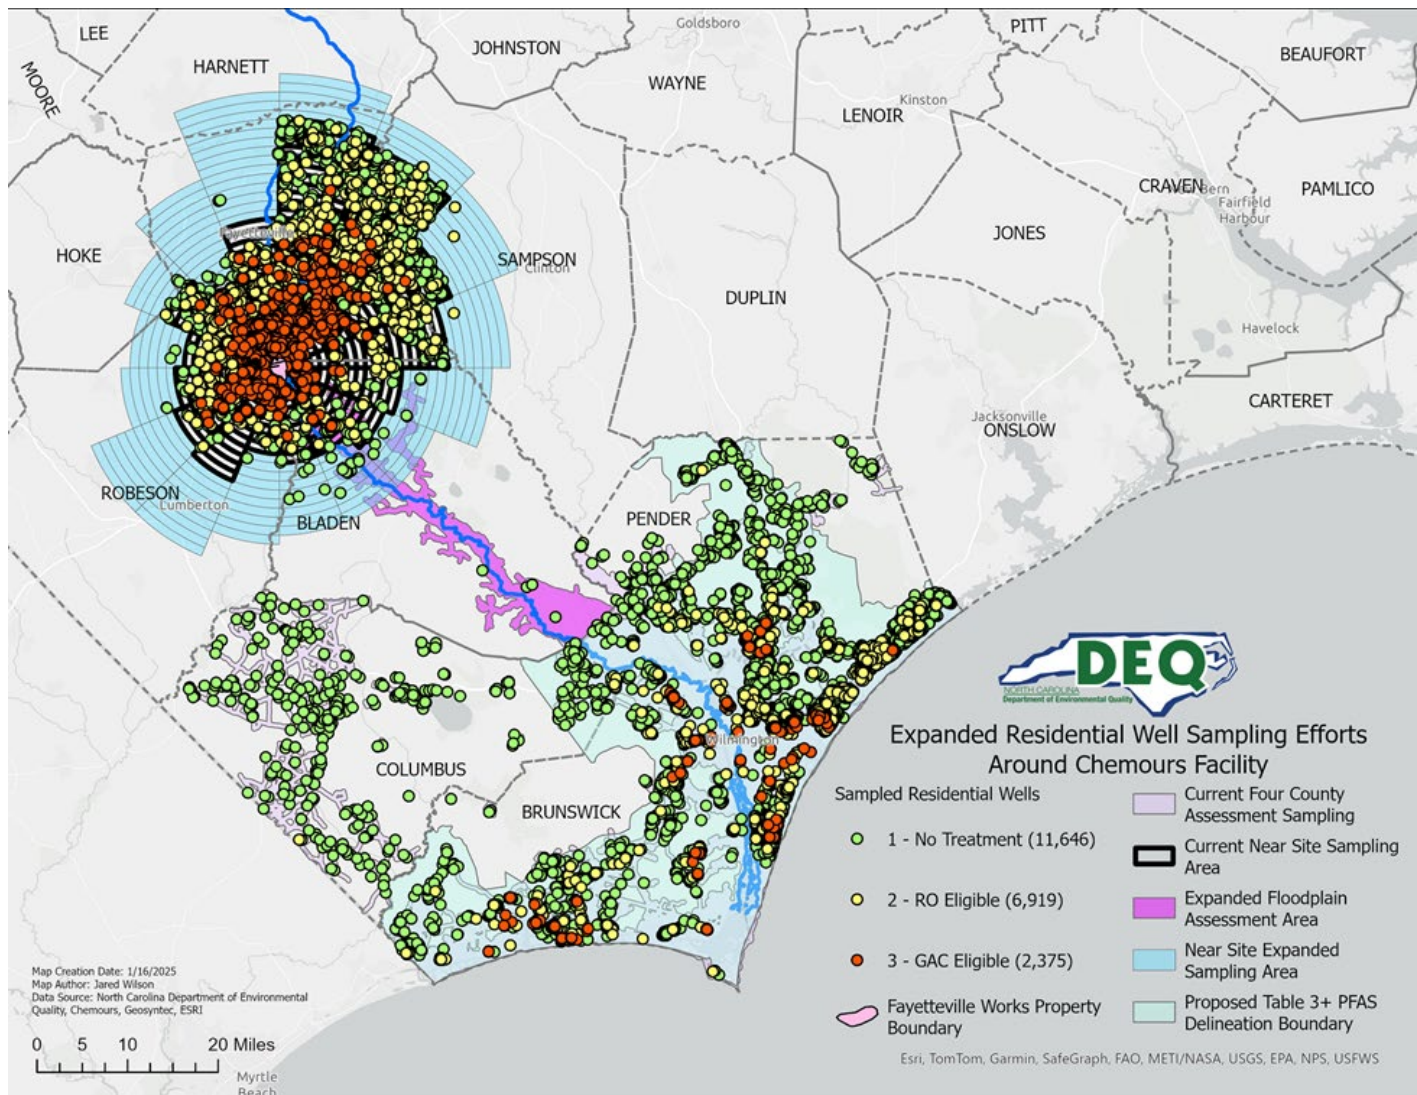 LEE
JOHNSTON
Goldsboro
PITT
BEAUFORT
MOORE
HARNETT
WAYNE
LENOIR
Kinston
CRAVEN
PAMLICO
Fairfield
Harbour
JONES
HOKE
SAMPSON
Clinton
DUPLIN
Havelock
CARTERET
Jacksonville
ONSLOW
ROBESON
Lumberton
BLADEN
PENDER
Wilmington
COLUMBUS
BRUNSWICK
Myrtle
Beach
DEQ
NORTH CAROLINA
Department of Environmental Quality
Expanded Residential Well Sampling Efforts
Around Chemours Facility
Sampled Residential Wells
1 - No Treatment (11,646)
2 - RO Eligible (6,919)
3 - GAC Eligible (2,375)
Fayetteville Works Property
Boundary
Current Four County
Assessment Sampling
Current Near Site Sampling
Area
Expanded Floodplain
Assessment Area
Near Site Expanded
Sampling Area
Proposed Table 3+ PFAS
Delineation Boundary
Esri, TomTom, Garmin, SafeGraph, FAO, METI/NASA, USGS, EPA, NPS, USFWS
Map Creation Date: 1/16/2025
Map Author: Jared Wilson
Data Source: North Carolina Department of Environmental
Quality, Chemours, Geosyntec, ESRI
0 5 10 20 Miles